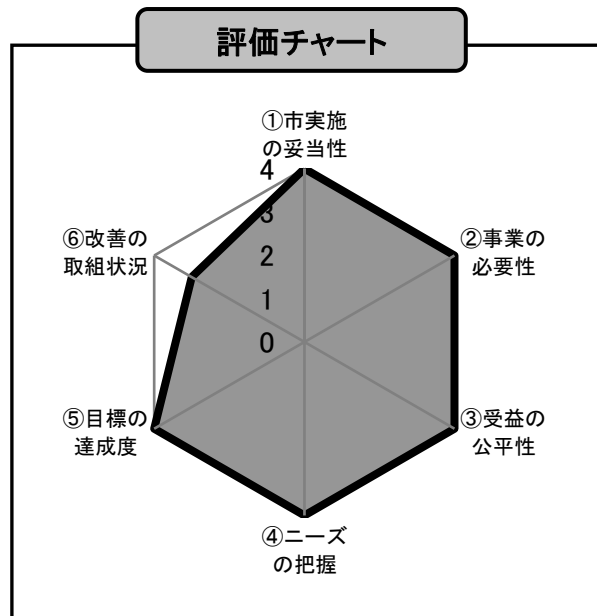 評価チャート
①市実施
の妥当性
4
3
2
1
0
②事業の
必要性
③受益の
公平性
④ニーズ
の把握
⑤目標の
達成度
⑥改善の
取組状況